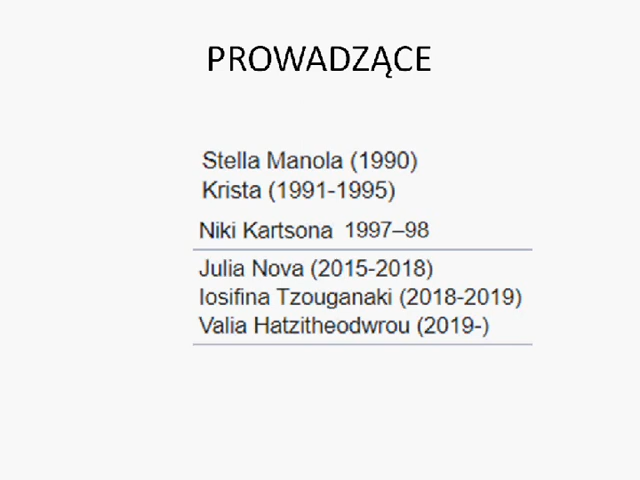 PROWADZĄCE
Stella Manola (1990)
Krista (1991-1995)
Niki Kartsona 1997–98
Julia Nova (2015-2018)
Iosifina Tzouganaki (2018-2019)
Valia Hatzitheodwrou (2019-)